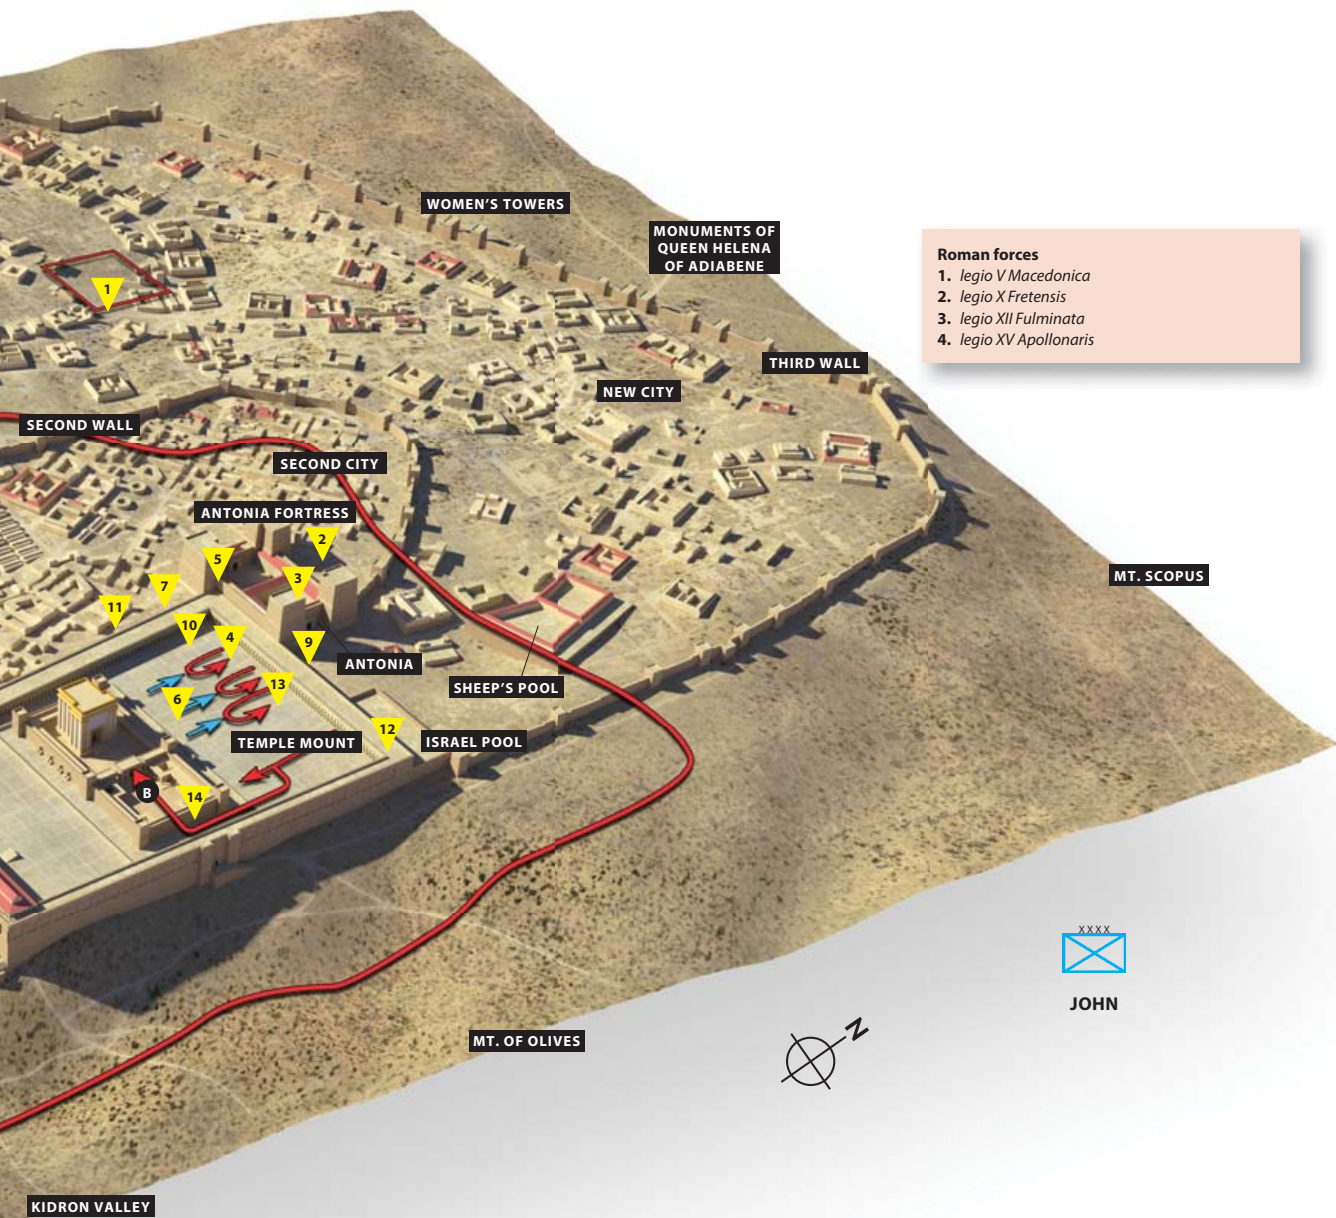 WOMEN'S TOWERS
MONUMENTS OF
QUEEN HELENA
OF ADIABENE
Roman forces
1. legio V Macedonica
2. legio X Fretensis
3. legio XII Fulminata
4. legio XV Apollonaris
1
THIRD WALL
NEW CITY
SECOND WALL
SECOND CITY
ANTONIA FORTRESS
2
5
3
7
11
10
4
9
ANTONIA
MT. SCOPUS
13
6
SHEEP'S POOL
12
TEMPLE MOUNT
ISRAEL POOL
B
14
XXXX
JOHN
N
MT. OF OLIVES
KIDRON VALLEY